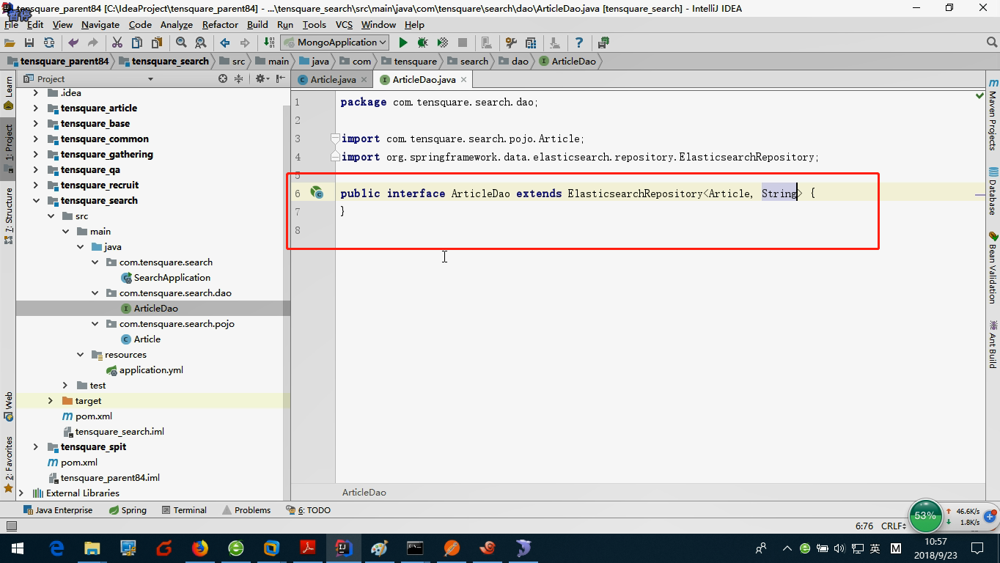 tensquare_parent84 [C:\IdeaProject\tensquare_parent84] - ...\tensquare_search\src\main\java\com\tensquare\search\dao\ArticleDao.java [tensquare_search] - IntelliJ IDEA
暂停
File Edit View Navigate Code Analyze Refactor Build Run Tools VCS Window Help
MongoApplication
tensquare_parent84 tensquare_search src main java com tensquare search dao ArticleDao
Project
Article.java ArticleDao.java
Learn
1: Project
7: Structure
Web
2: Favorites
.idea
tensquare_article
tensquare_base
tensquare_common
tensquare_gathering
tensquare_qa
tensquare_recruit
tensquare_search
src
main
java
com.tensquare.search
SearchApplication
com.tensquare.search.dao
ArticleDao
com.tensquare.search.pojo
Article
resources
application.yml
test
target
pom.xml
tensquare_search.iml
tensquare_spit
pom.xml
tensquare_parent84.iml
External Libraries
1 package com.tensquare.search.dao;
2
3 import com.tensquare.search.pojo.Article;
4 import org.springframework.data.elasticsearch.repository.ElasticsearchRepository;
5
6 public interface ArticleDao extends ElasticsearchRepository<Article, String> {
7 }
8
ArticleDao
Maven Projects
Database
Bean Validation
Ant Build
Java Enterprise Spring Terminal Problems 6: TODO
53% 46.6K/s
1.8K/s
6:76 CRLF
英 M
10:57
2018/9/23